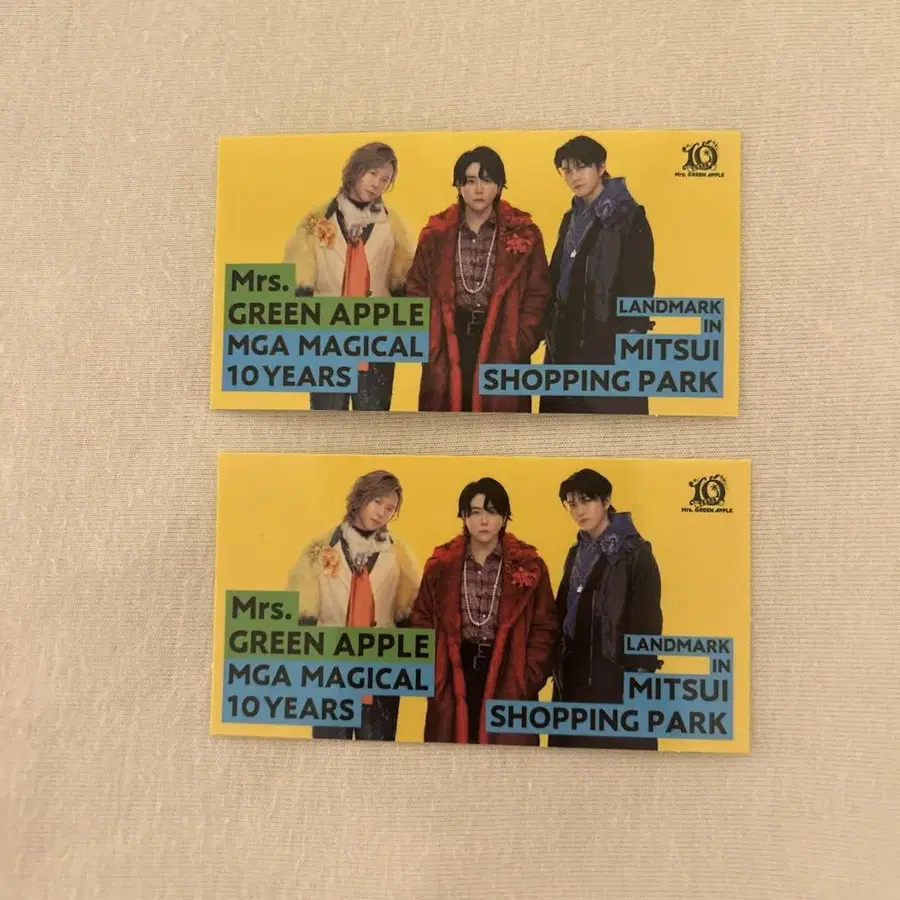 10
Mrs. GREEN APPLE
Mrs.
GREEN APPLE
MGA MAGICAL
10 YEARS
LANDMARK
IN
MITSUI
SHOPPING PARK
10
Mrs. GREEN APPLE
Mrs.
GREEN APPLE
MGA MAGICAL
10 YEARS
LANDMARK
IN
MITSUI
SHOPPING PARK